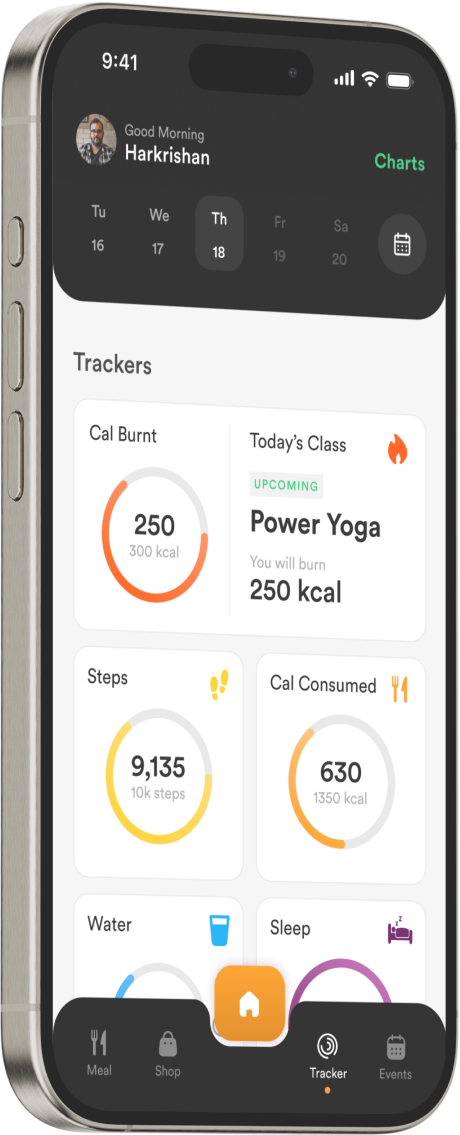 9:41
Good Morning
Harkrishan
Charts
Tu We Th Fr Sa
16 17 18 19 20
Trackers
Cal Burnt
250
300 kcal
Today's Class
UPCOMING
Power Yoga
You will burn
250 kcal
Steps
9,135
10k steps
Cal Consumed
630
1350 kcal
Water
Sleep
z z
Meal
Shop
Tracker
Events